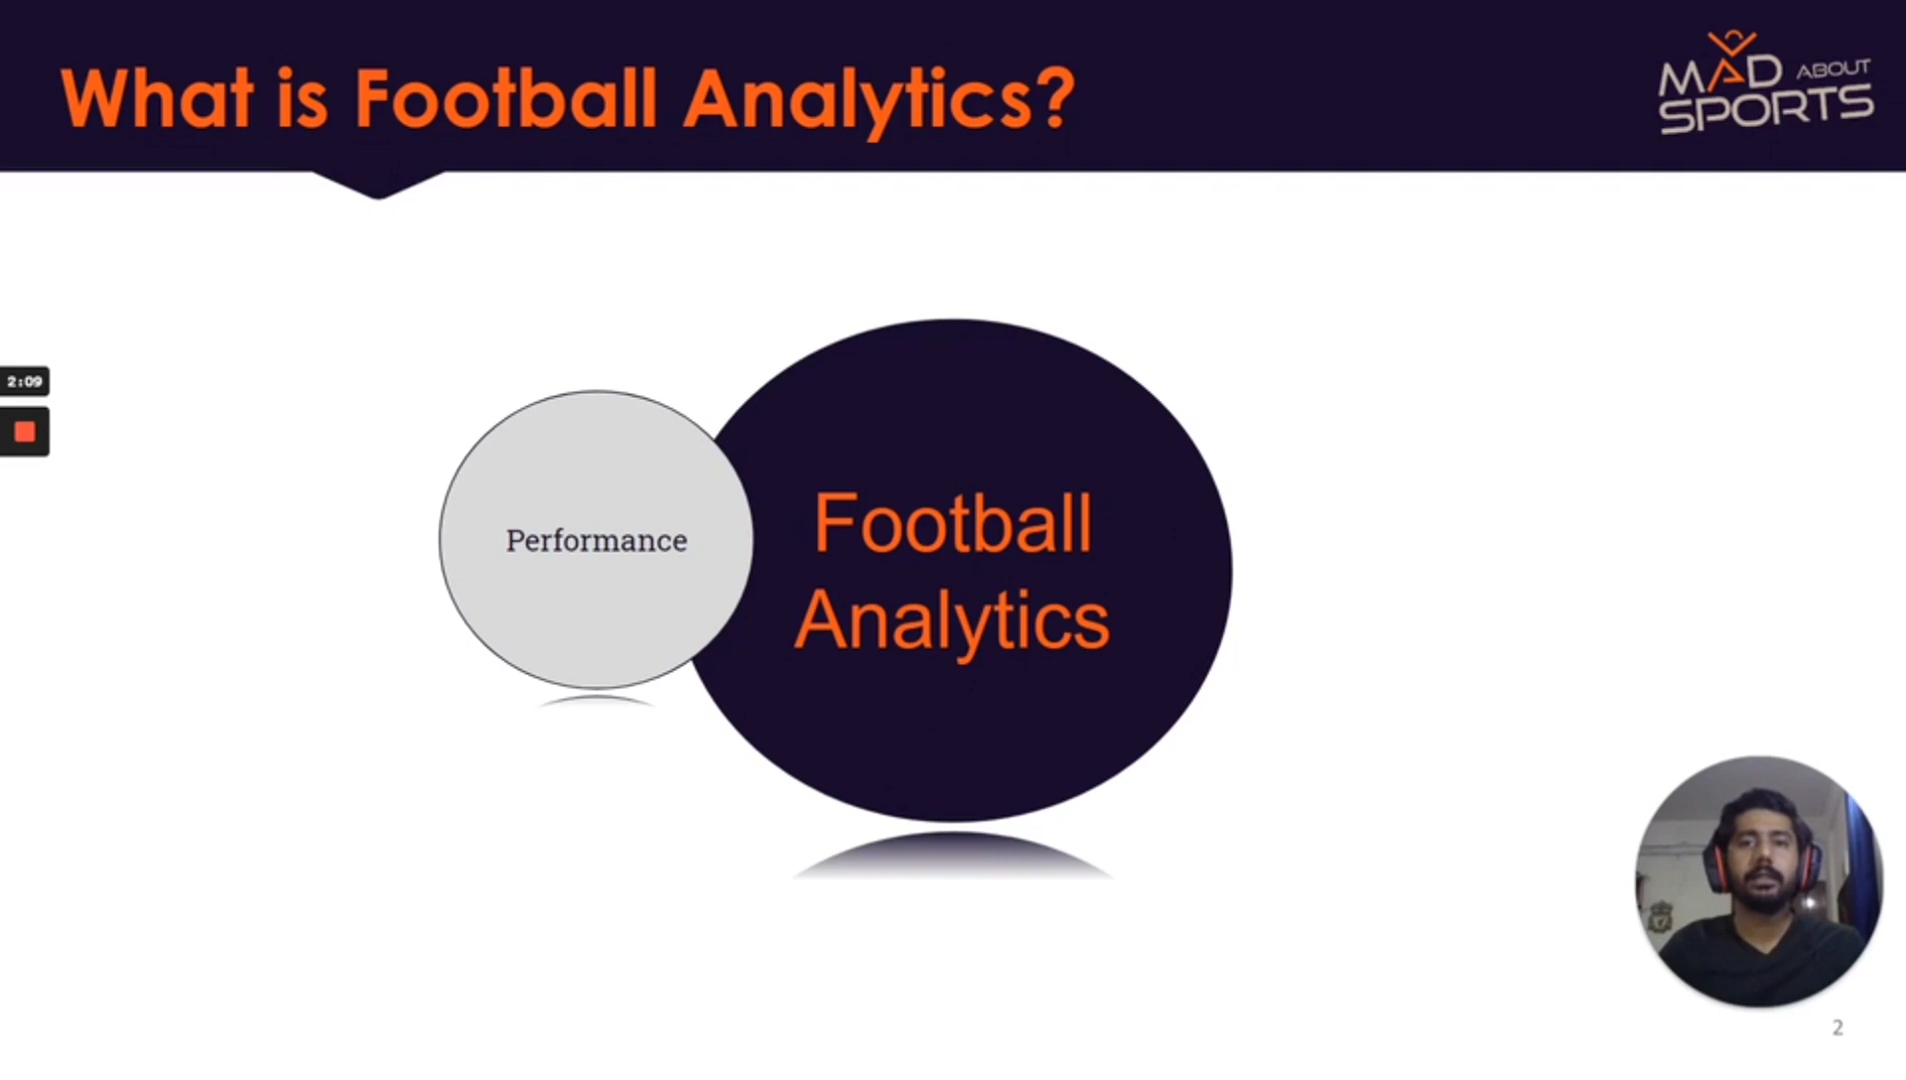 What is Football Analytics?
MAD ABOUT
SPORTS
2:09
Performance
Football
Analytics
2